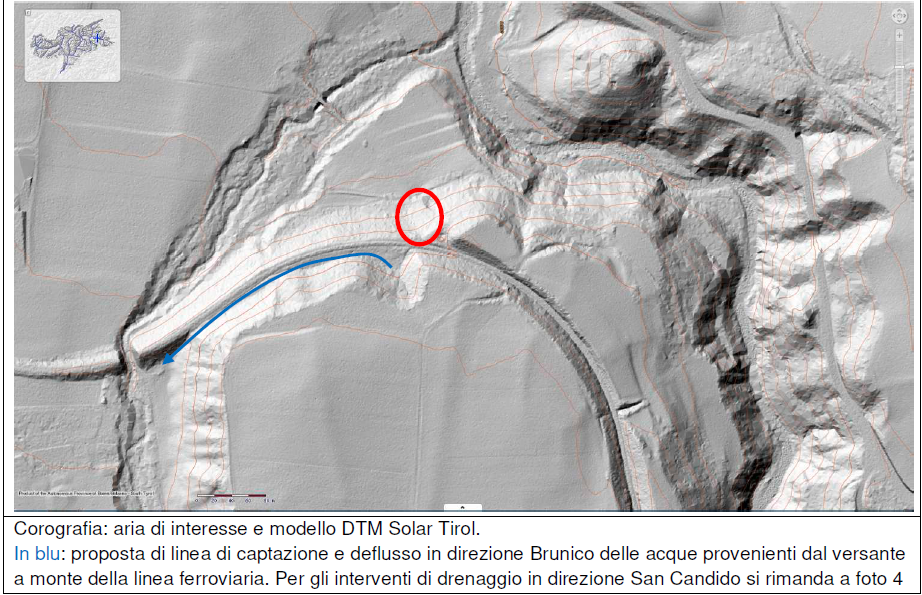 Corografia: aria di interesse e modello DTM Solar Tirol.
In blu: proposta di linea di captazione e deflusso in direzione Brunico delle acque provenienti dal versante
a monte della linea ferroviaria. Per gli interventi di drenaggio in direzione San Candido si rimanda a foto 4